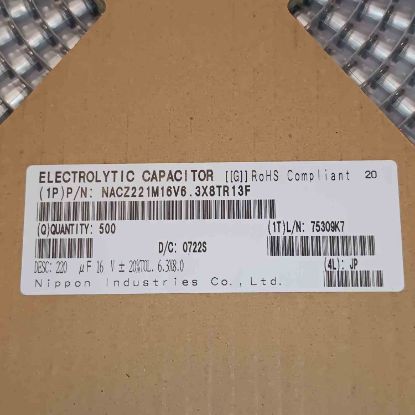 ELECTROLYTIC CAPACITOR [[G]] RoHS Compliant 20
(1P)P/N: NACZ221M16V6.3X8TR13F
(Q)QUANTITY: 500 (1T)L/N: 75309K7
D/C: 0722S
DESC: 220 μF 16 V ± 20%TOL. 6.3X8.0 (4L): JP
Nippon Industries Co., Ltd.